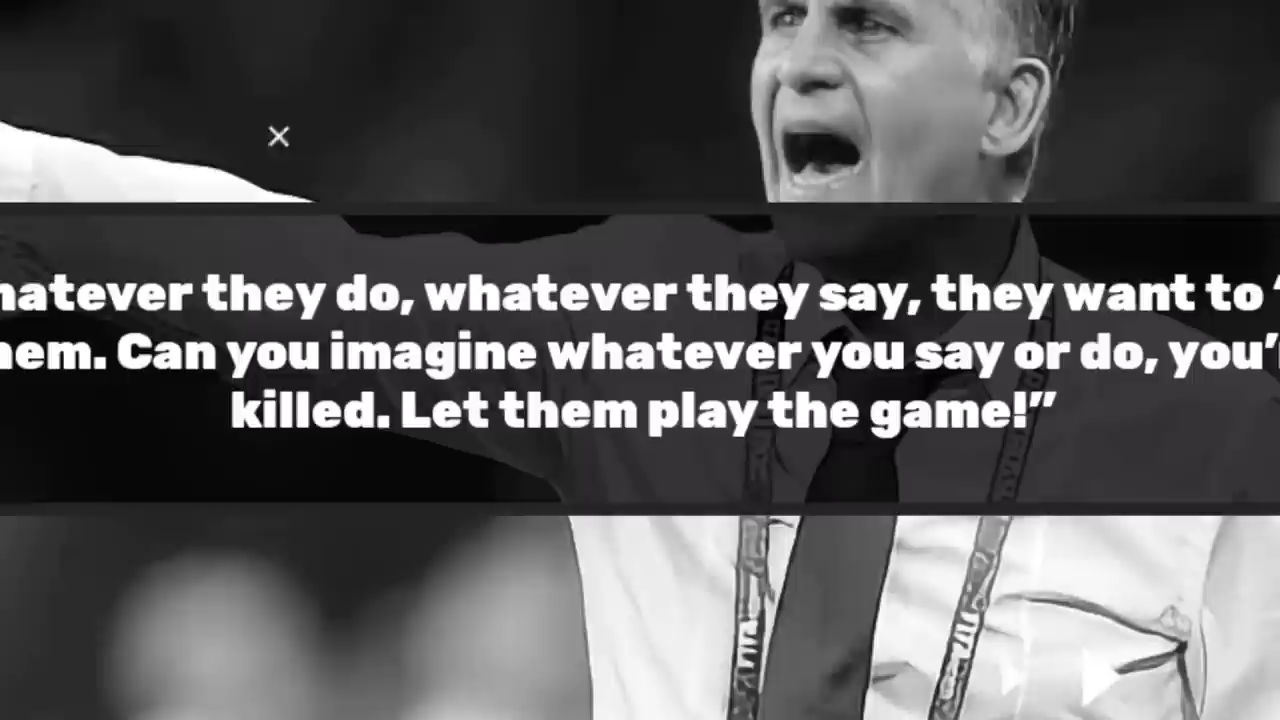 hatever they do, whatever they say, they want to ‘
hem. Can you imagine whatever you say or do, you’
killed. Let them play the game!”